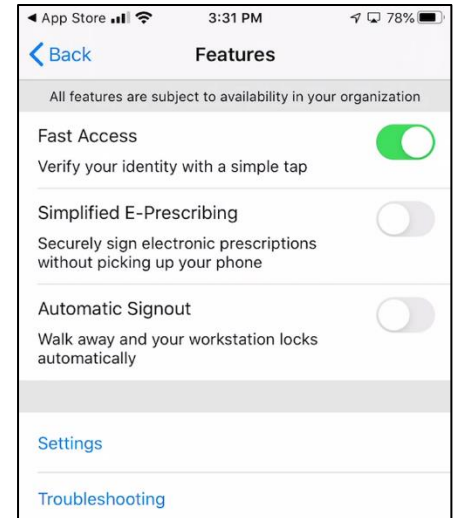 App Store 3:31 PM 78%
Back Features
All features are subject to availability in your organization
Fast Access
Verify your identity with a simple tap
Simplified E-Prescribing
Securely sign electronic prescriptions
without picking up your phone
Automatic Signout
Walk away and your workstation locks
automatically
Settings
Troubleshooting